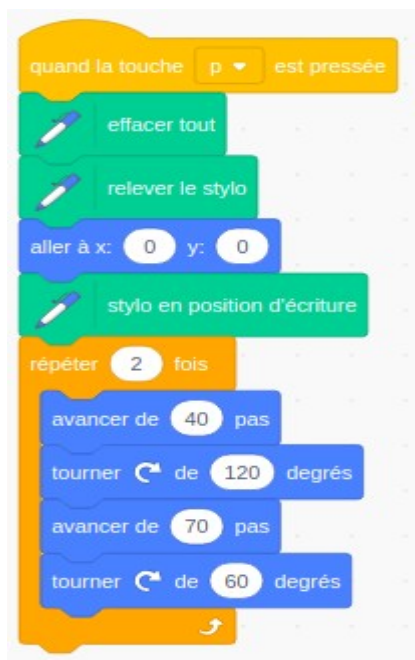 quand la touche p est pressée
effacer tout
relever le stylo
aller à x: 0 y: 0
stylo en position d'écriture
répéter 2 fois
avancer de 40 pas
tourner de 120 degrés
avancer de 70 pas
tourner de 60 degrés